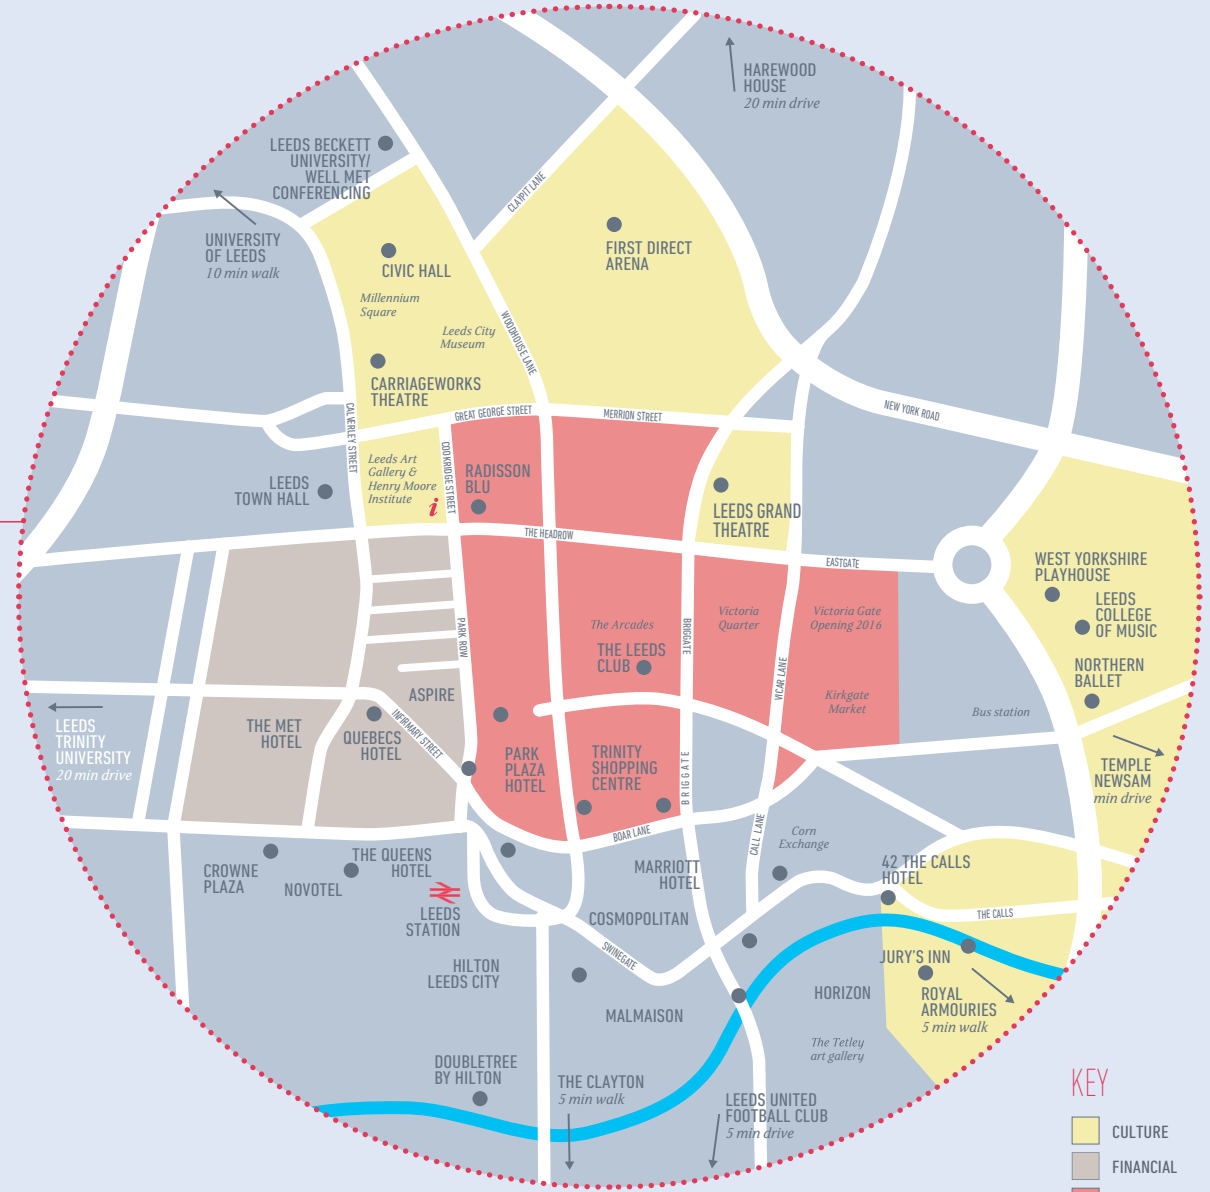 HAREWOOD
HOUSE
20 min drive
LEEDS BECKETT
UNIVERSITY/
WELL MET
CONFERENCING
CLAYPIT LANE
UNIVERSITY
OF LEEDS
10 min walk
FIRST DIRECT
ARENA
CIVIC HALL
Millennium
Square
Leeds City
Museum
WOODHOUSE LANE
CARRIAGEWORKS
THEATRE
CALVERLEY STREET
GREAT GEORGE STREET
MERRION STREET
NEW YORK ROAD
COOKRIDGE STREET
Leeds Art
Gallery &
Henry Moore
Institute
i
RADISSON
BLU
LEEDS
TOWN HALL
LEEDS GRAND
THEATRE
THE HEADROW
EASTGATE
WEST YORKSHIRE
PLAYHOUSE
LEEDS
COLLEGE
OF MUSIC
NORTHERN
BALLET
Victoria
Quarter
Victoria Gate
Opening 2016
The Arcades
THE LEEDS
CLUB
BRIGGATE
PARK ROW
VICAR LANE
Kirkgate
Market
Bus station
ASPIRE
INFIRMARY STREET
LEEDS
TRINITY
UNIVERSITY
20 min drive
THE MET
HOTEL
QUEBECS
HOTEL
PARK
PLAZA
HOTEL
TRINITY
SHOPPING
CENTRE
BRIGGATE
TEMPLE
NEWSAM
min drive
BOAR LANE
CALL LANE
Corn
Exchange
CROWNE
PLAZA
NOVOTEL
THE QUEENS
HOTEL
MARRIOTT
HOTEL
42 THE CALLS
HOTEL
LEEDS
STATION
COSMOPOLITAN
THE CALLS
SWINEGATE
JURY'S INN
HILTON
LEEDS CITY
HORIZON
ROYAL
ARMOURIES
5 min walk
MALMAISON
The Tetley
art gallery
DOUBLETREE
BY HILTON
THE CLAYTON
5 min walk
LEEDS UNITED
FOOTBALL CLUB
5 min drive
KEY
CULTURE
FINANCIAL